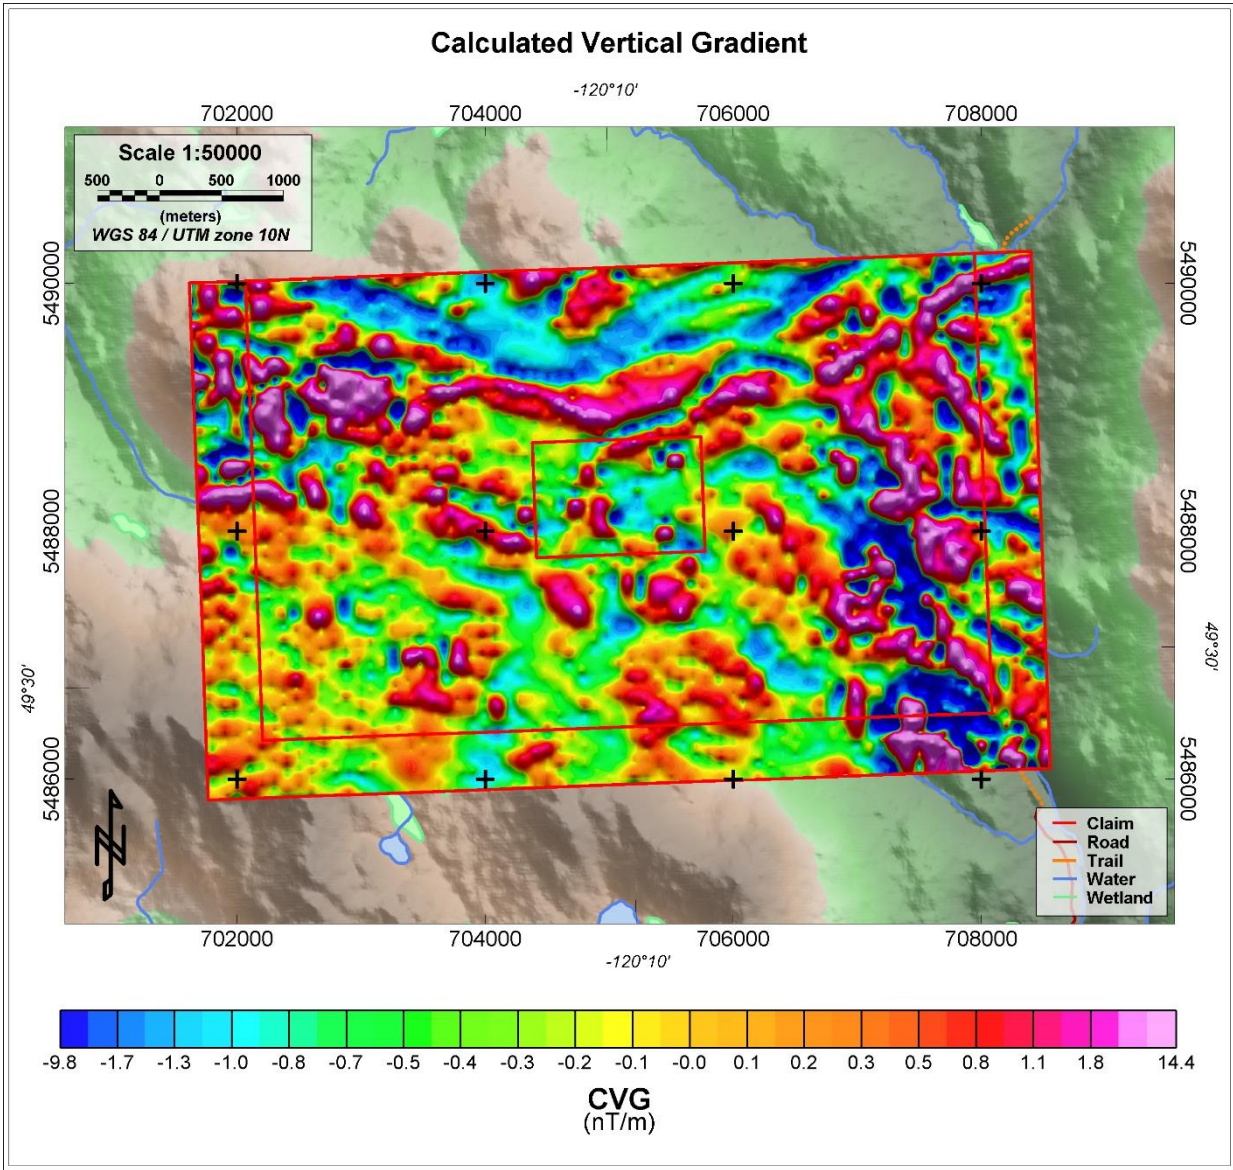 Calculated Vertical Gradient
-120°10'
702000 704000 706000 708000
Scale 1:50000
500 0 500 1000
(meters)
WGS 84 / UTM zone 10N
5490000 5490000
5488000 5488000
49°30' 49°30'
5486000 5486000
N
Claim
Road
Trail
Water
Wetland
702000 704000 706000 708000
-120°10'
-9.8 -1.7 -1.3 -1.0 -0.8 -0.7 -0.5 -0.4 -0.3 -0.2 -0.1 -0.0 0.1 0.2 0.3 0.5 0.8 1.1 1.8 14.4
CVG
(nT/m)